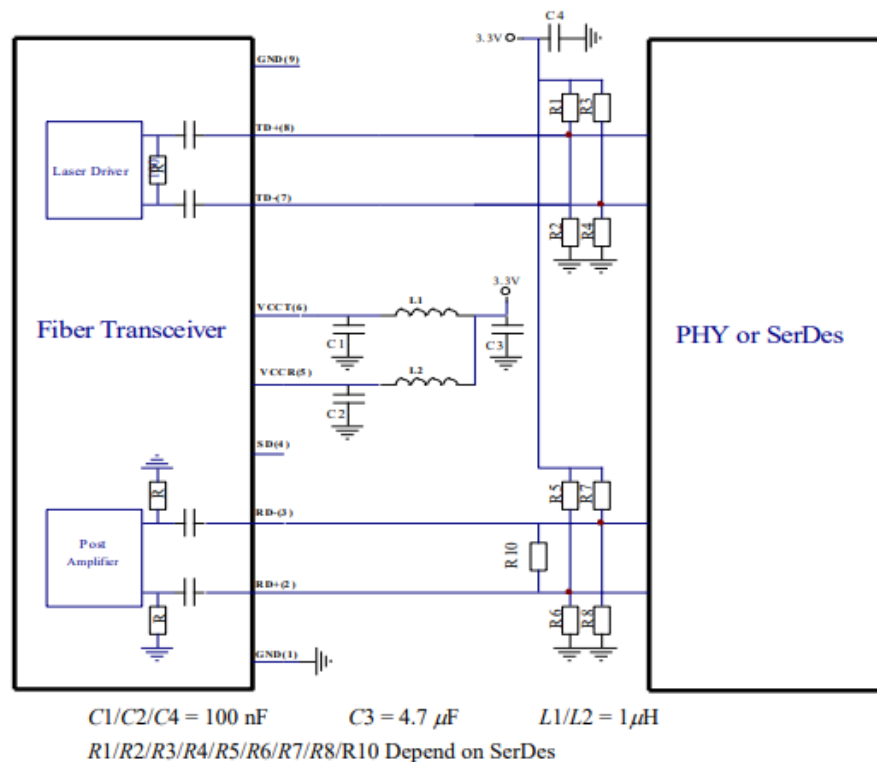 C4
3.3V
GND(9)
R1
R3
TD+(8)
Laser Driver
TD-(7)
R2
R4
3.3V
VCCT(6)
L1
Fiber Transceiver
C1
C3
PHY or SerDes
VCCR(5)
L2
C2
SD(4)
R
R5
R7
RD-(3)
Post
Amplifier
R10
RD+(2)
R
R6
R8
GND(1)
C1/C2/C4 = 100 nF C3 = 4.7 μF L1/L2 = 1μH
R1/R2/R3/R4/R5/R6/R7/R8/R10 Depend on SerDes